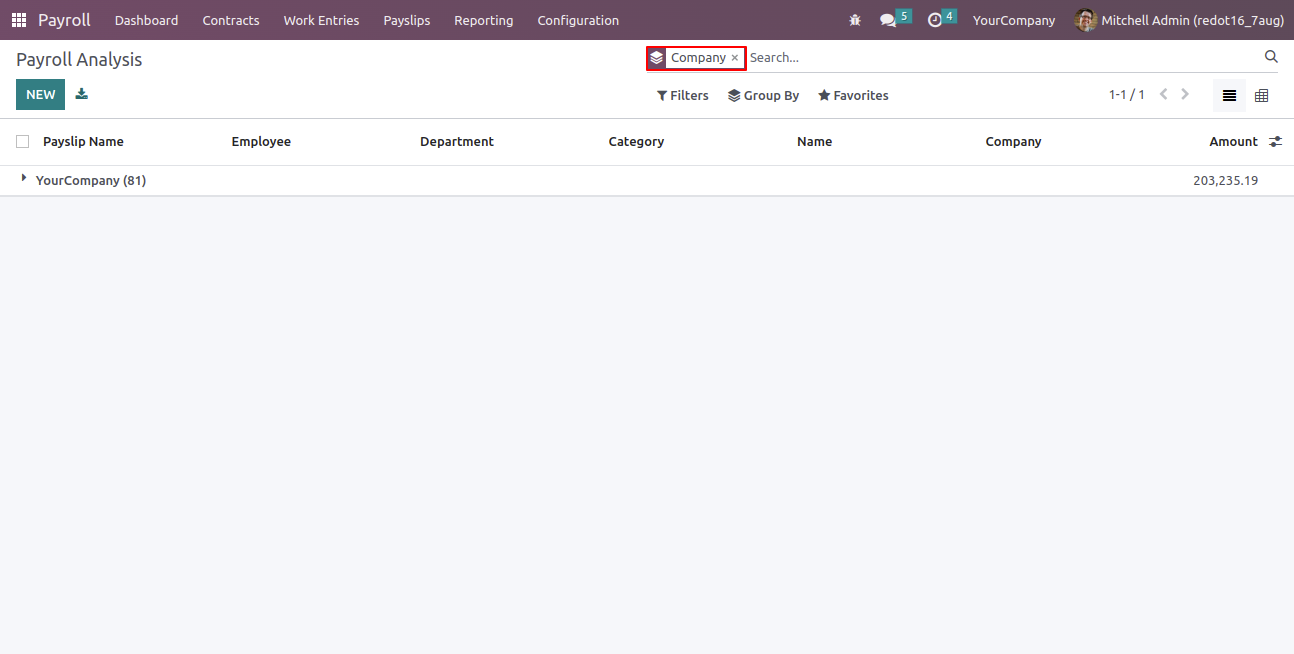 Payroll Dashboard Contracts Work Entries Payslips Reporting Configuration 5 4 YourCompany Mitchell Admin (redot16_7aug)
Payroll Analysis Company × Search...
NEW Filters Group By Favorites 1-1 / 1
Payslip Name Employee Department Category Name Company Amount
YourCompany (81) 203,235.19